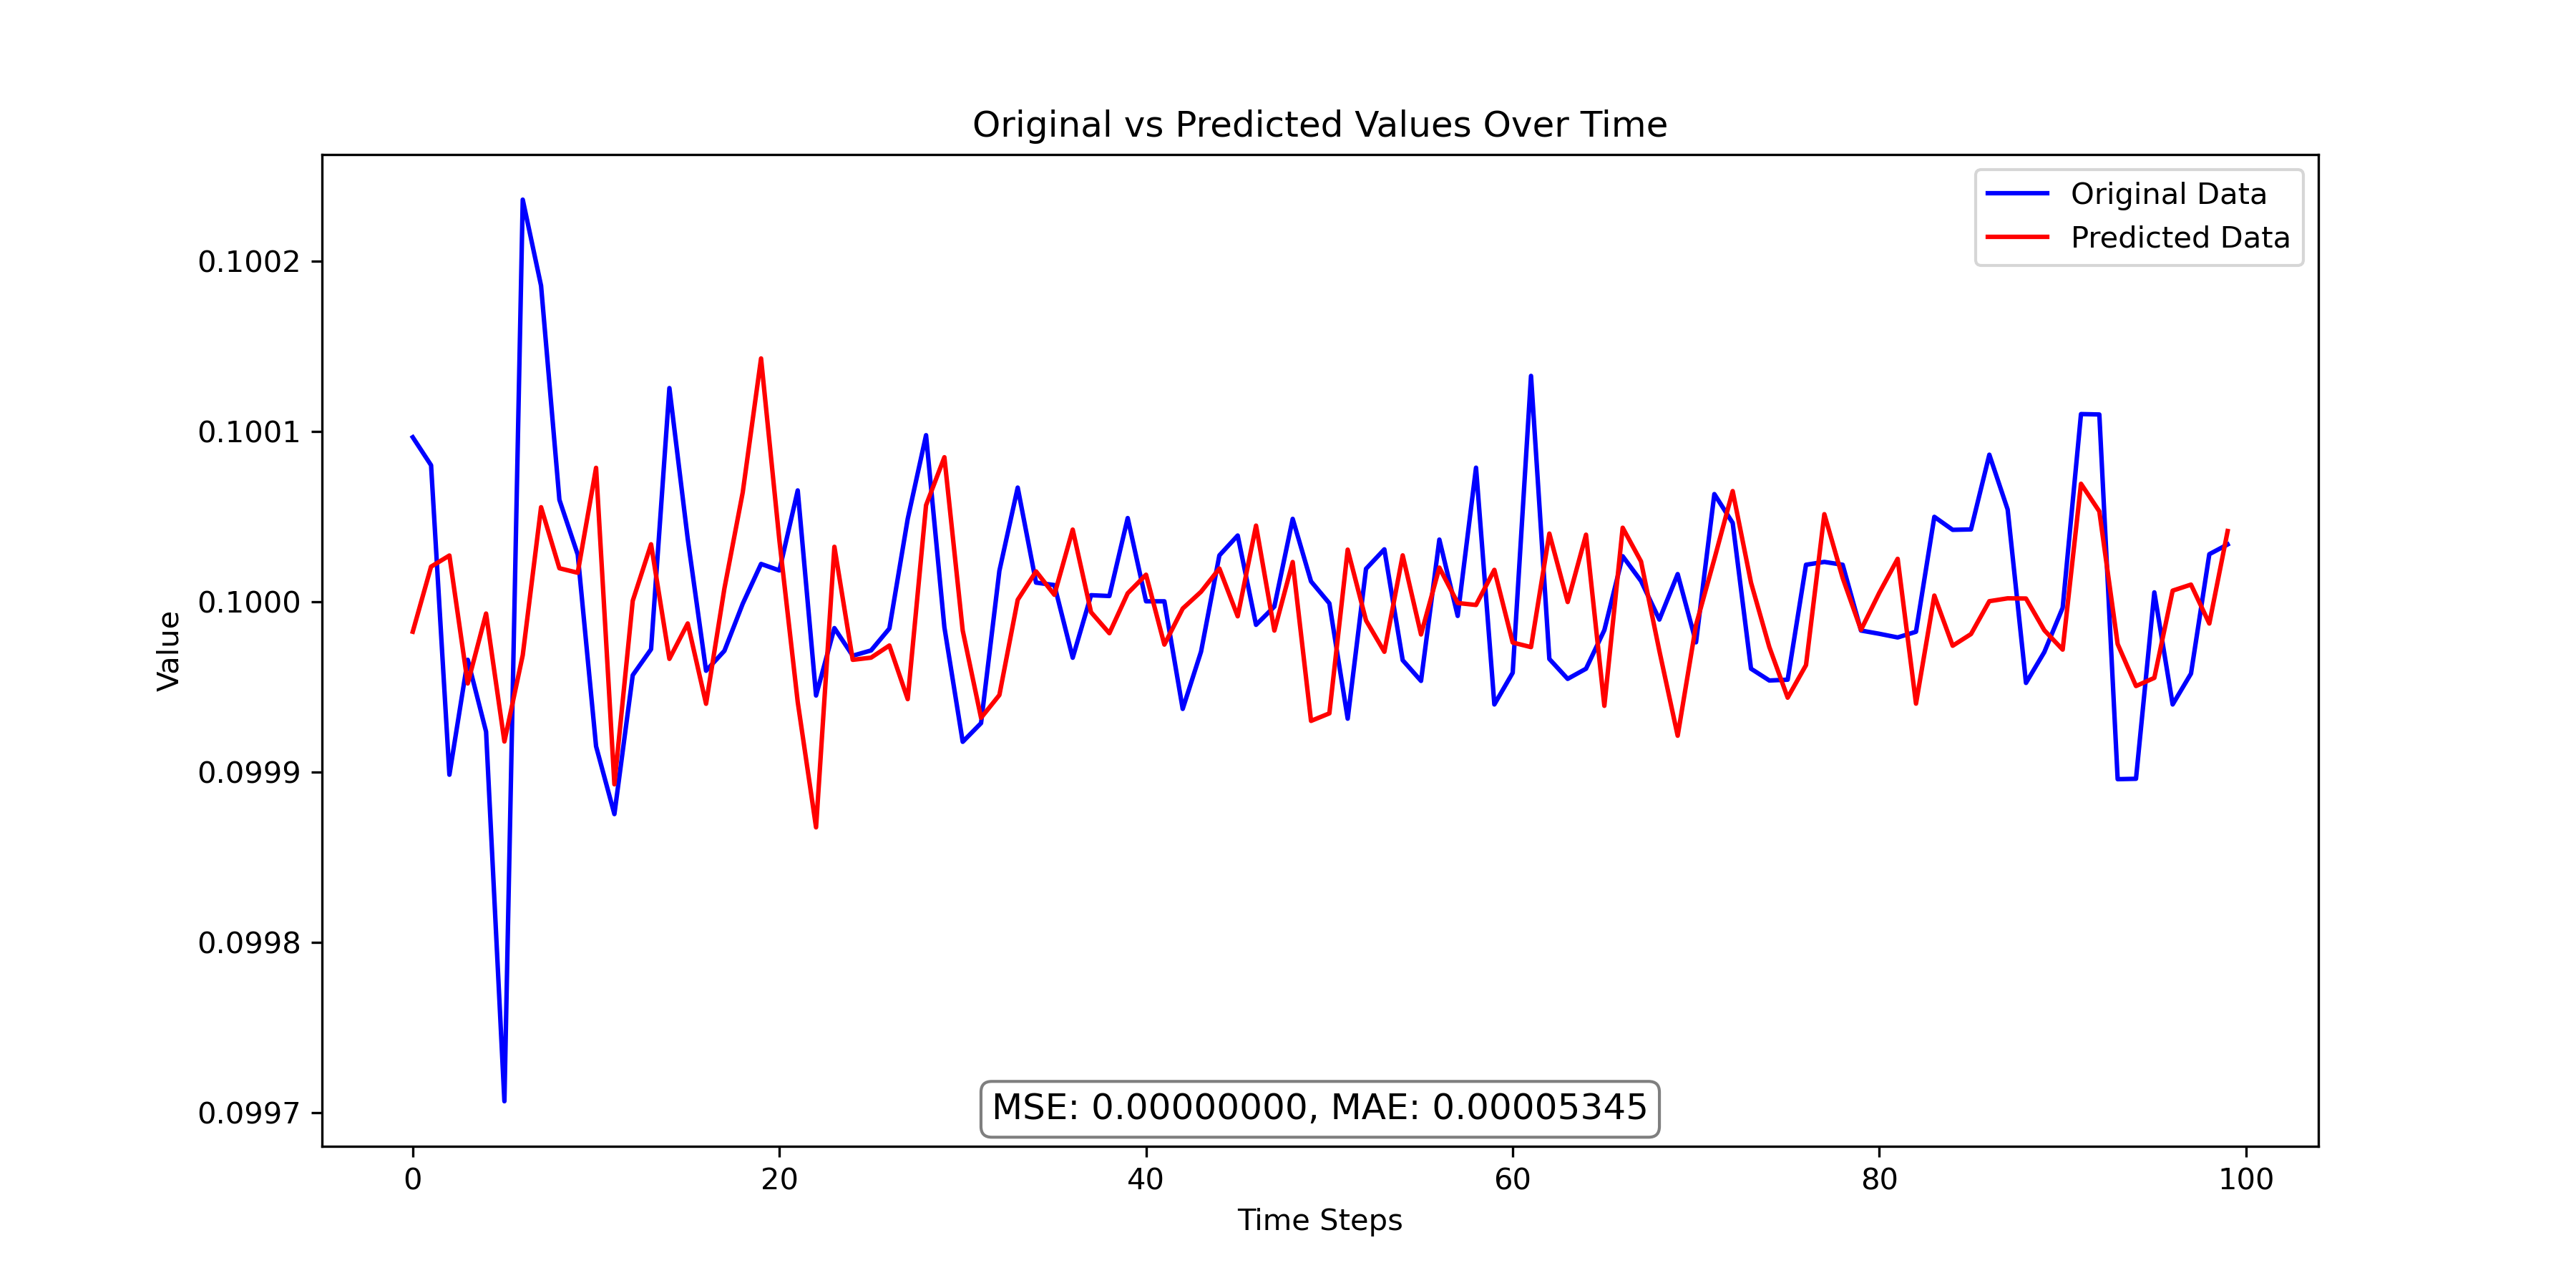 Original vs Predicted Values Over Time
Original Data
Predicted Data
Value
0.1002
0.1001
0.1000
0.0999
0.0998
0.0997
MSE: 0.00000000, MAE: 0.00005345
0 20 40 60 80 100
Time Steps